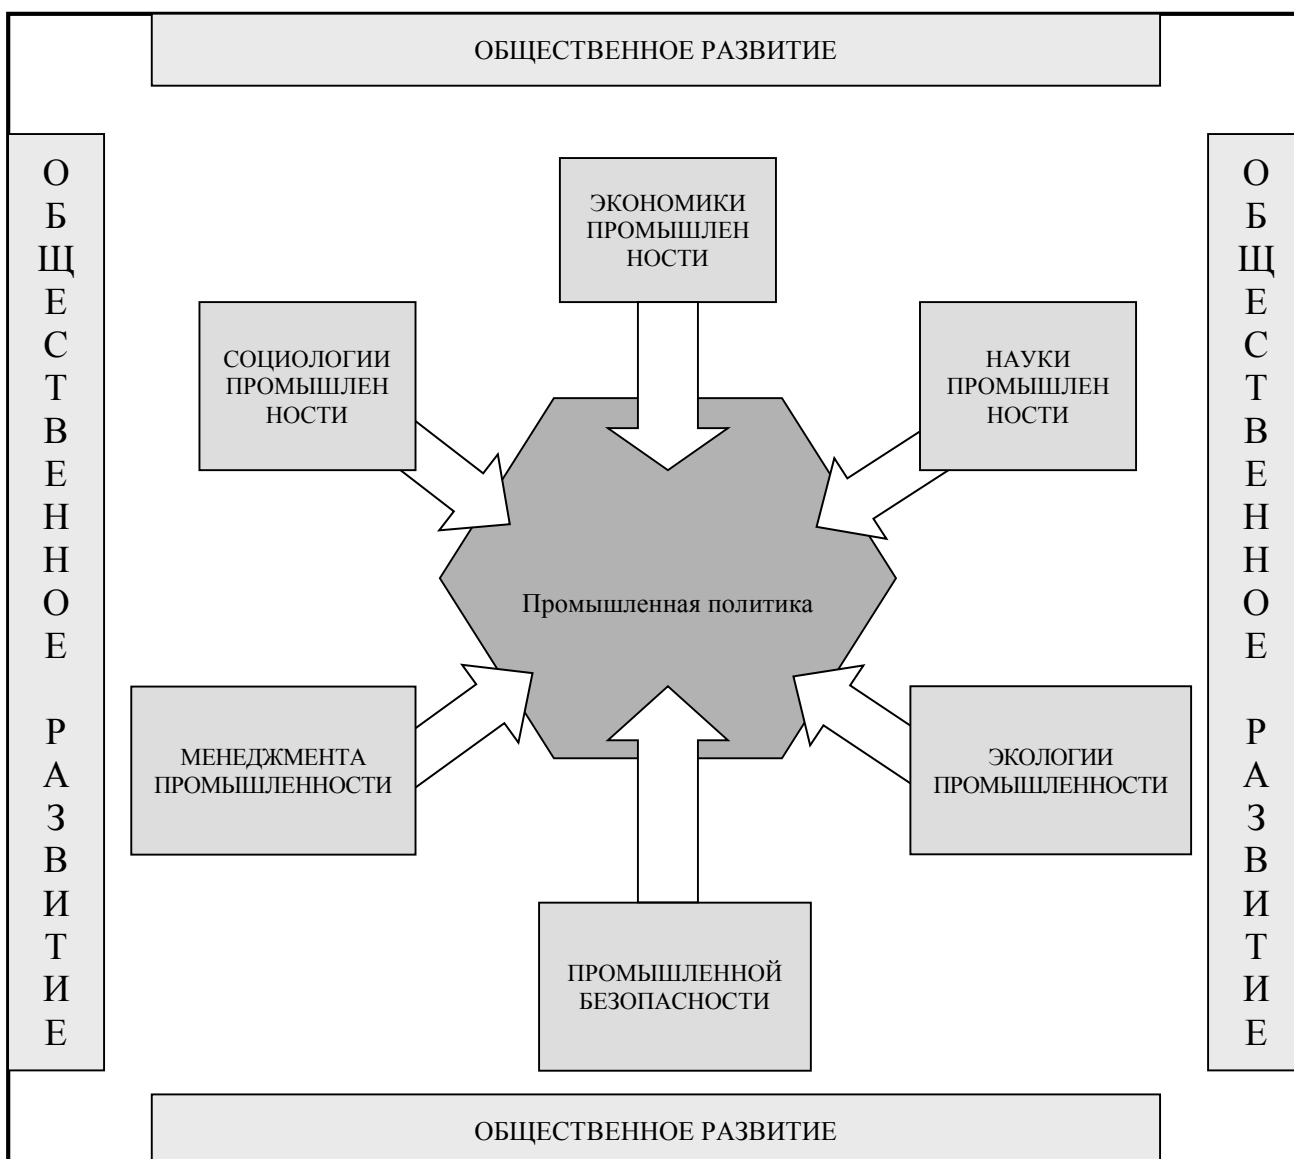 ОБЩЕСТВЕННОЕ РАЗВИТИЕ
О
Б
Щ
Е
С
Т
В
Е
Н
Н
О
Е
Р
А
З
В
И
Т
И
Е
ЭКОНОМИКИ
ПРОМЫШЛЕН
НОСТИ
СОЦИОЛОГИИ
ПРОМЫШЛЕН
НОСТИ
НАУКИ
ПРОМЫШЛЕН
НОСТИ
Промышленная политика
МЕНЕДЖМЕНТА
ПРОМЫШЛЕННОСТИ
ЭКОЛОГИИ
ПРОМЫШЛЕННОСТИ
ПРОМЫШЛЕННОЙ
БЕЗОПАСНОСТИ
О
Б
Щ
Е
С
Т
В
Е
Н
Н
О
Е
Р
А
З
В
И
Т
И
Е
ОБЩЕСТВЕННОЕ РАЗВИТИЕ